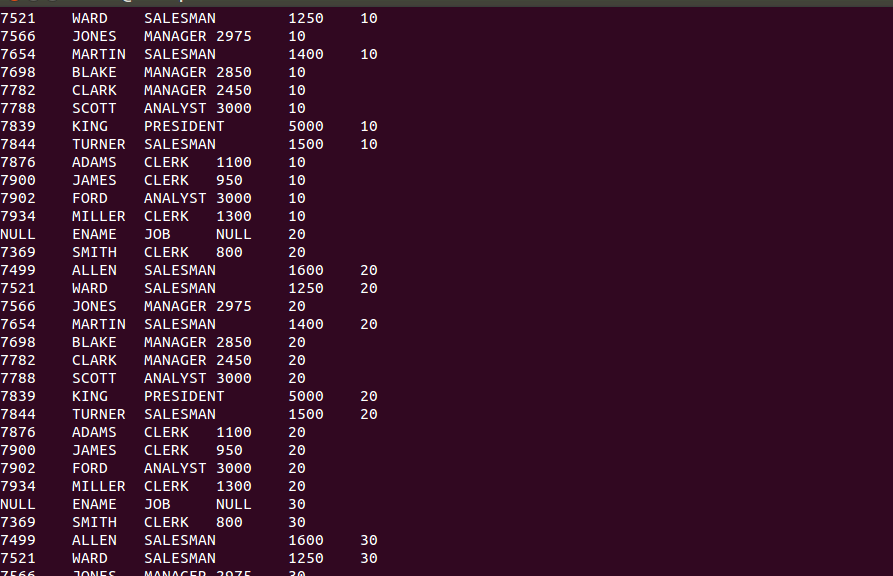 7521 WARD SALESMAN 1250 10
7566 JONES MANAGER 2975 10
7654 MARTIN SALESMAN 1400 10
7698 BLAKE MANAGER 2850 10
7782 CLARK MANAGER 2450 10
7788 SCOTT ANALYST 3000 10
7839 KING PRESIDENT 5000 10
7844 TURNER SALESMAN 1500 10
7876 ADAMS CLERK 1100 10
7900 JAMES CLERK 950 10
7902 FORD ANALYST 3000 10
7934 MILLER CLERK 1300 10
NULL ENAME JOB NULL 20
7369 SMITH CLERK 800 20
7499 ALLEN SALESMAN 1600 20
7521 WARD SALESMAN 1250 20
7566 JONES MANAGER 2975 20
7654 MARTIN SALESMAN 1400 20
7698 BLAKE MANAGER 2850 20
7782 CLARK MANAGER 2450 20
7788 SCOTT ANALYST 3000 20
7839 KING PRESIDENT 5000 20
7844 TURNER SALESMAN 1500 20
7876 ADAMS CLERK 1100 20
7900 JAMES CLERK 950 20
7902 FORD ANALYST 3000 20
7934 MILLER CLERK 1300 20
NULL ENAME JOB NULL 30
7369 SMITH CLERK 800 30
7499 ALLEN SALESMAN 1600 30
7521 WARD SALESMAN 1250 30
7566 JONES MANAGER 2975 30